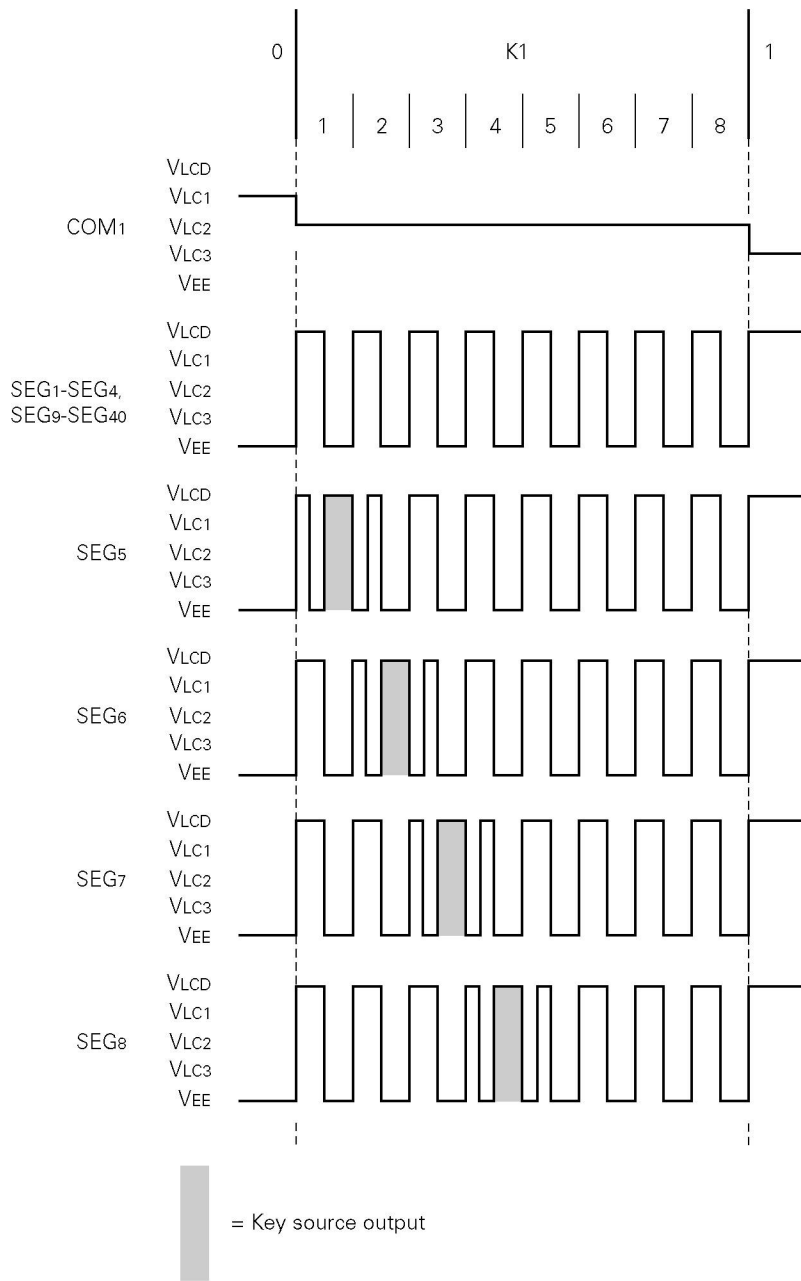 0 K1 1
1 2 3 4 5 6 7 8
VLCD
VLC1
COM1 VLC2
VLC3
VEE
VLCD
VLC1
SEG1-SEG4, VLC2
SEG9-SEG40 VLC3
VEE
VLCD
VLC1
SEG5 VLC2
VLC3
VEE
VLCD
VLC1
SEG6 VLC2
VLC3
VEE
VLCD
VLC1
SEG7 VLC2
VLC3
VEE
VLCD
VLC1
SEG8 VLC2
VLC3
VEE
= Key source output